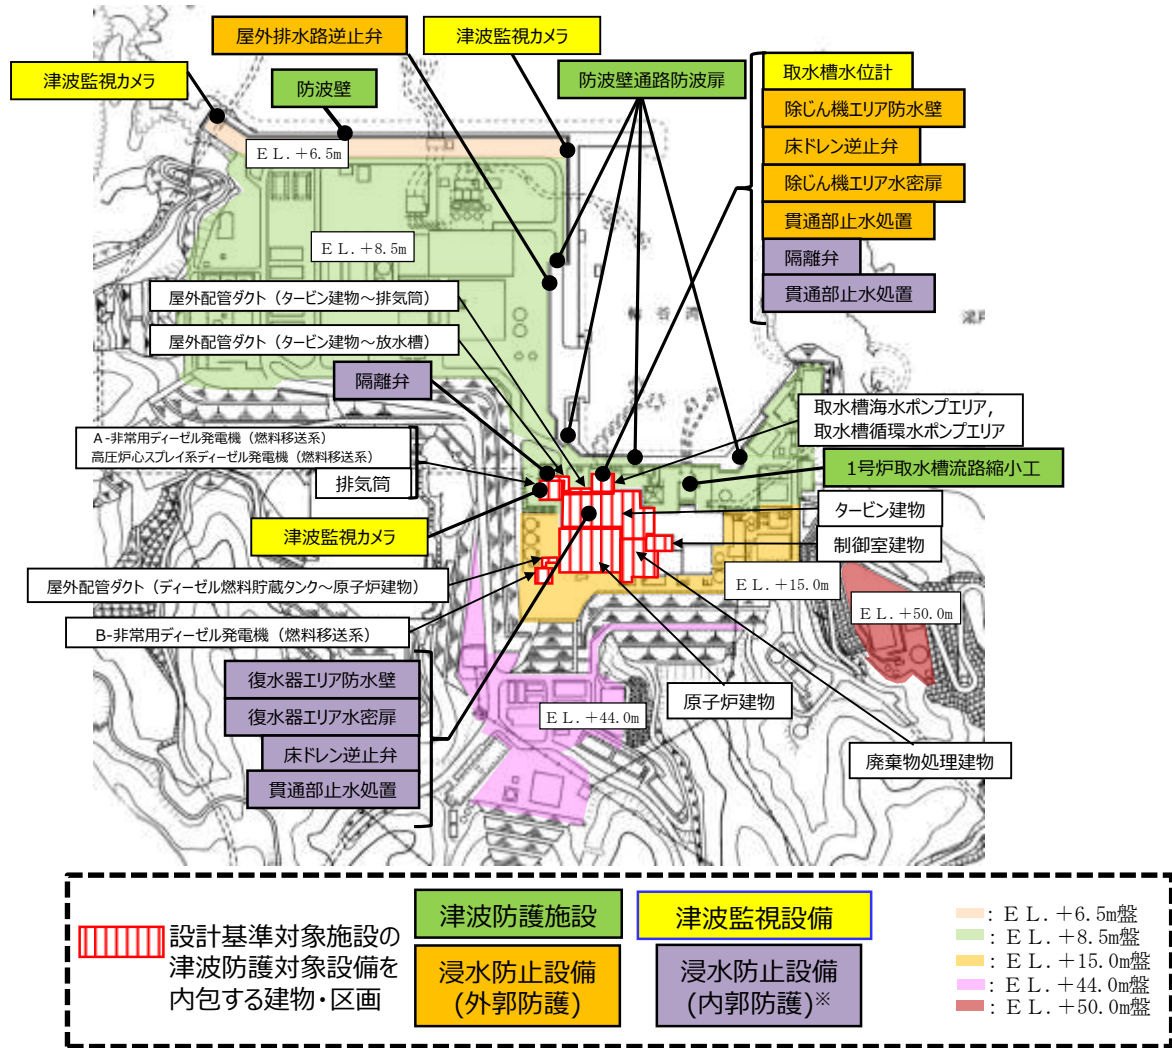 屋外排水路逆止弁
津波監視カメラ
津波監視カメラ
防波壁
防波壁通路防波扉
取水槽水位計
除じん機エリア防水壁
床ドレン逆止弁
除じん機エリア水密扉
貫通部止水処置
隔離弁
貫通部止水処置
EL.+6.5m
EL.+8.5m
屋外配管ダクト（タービン建物～排気筒）
屋外配管ダクト（タービン建物～放水槽）
隔離弁
A-非常用ディーゼル発電機（燃料移送系）
高圧炉心スプレイ系ディーゼル発電機（燃料移送系）
排気筒
津波監視カメラ
取水槽海水ポンプエリア,
取水槽循環水ポンプエリア
1号炉取水槽流路縮小工
タービン建物
制御室建物
屋外配管ダクト（ディーゼル燃料貯蔵タンク～原子炉建物）
B-非常用ディーゼル発電機（燃料移送系）
EL.+15.0m
EL.+50.0m
復水器エリア防水壁
復水器エリア水密扉
床ドレン逆止弁
貫通部止水処置
EL.+44.0m
原子炉建物
廃棄物処理建物
設計基準対象施設の
津波防護対象設備を
内包する建物・区画
津波防護施設
津波監視設備
浸水防止設備
(外郭防護)
浸水防止設備
(内郭防護)※
：EL.+6.5m盤
：EL.+8.5m盤
：EL.+15.0m盤
：EL.+44.0m盤
：EL.+50.0m盤